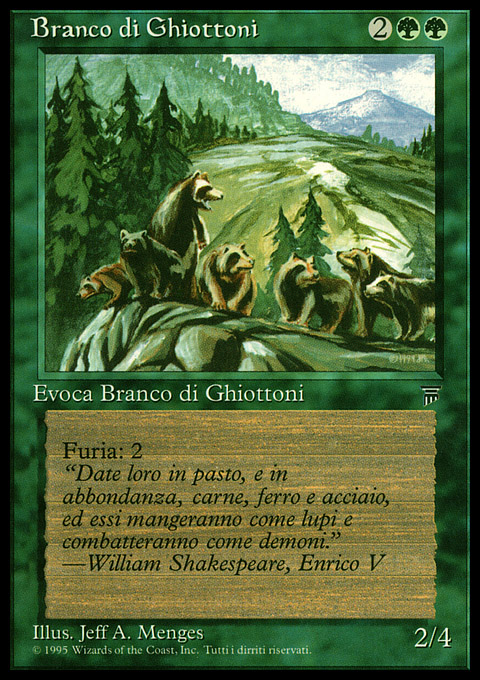 Branco di Ghiottoni 2
Evoca Branco di Ghiottoni
Furia: 2
“Date loro in pasto, e in
abbondanza, carne, ferro e acciaio,
ed essi mangeranno come lupi e
combatteranno come demoni.”
—William Shakespeare, Enrico V
Illus. Jeff A. Menges
2/4
© 1995 Wizards of the Coast, Inc. Tutti i dirriti riservati.